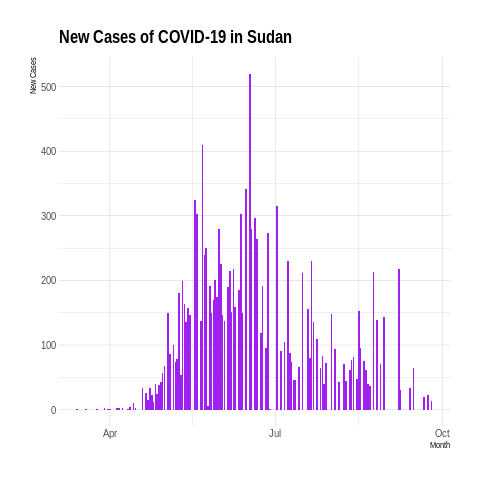 New Cases of COVID-19 in Sudan
New Cases
500
400
300
200
100
0
Apr
Jul
Oct
Month